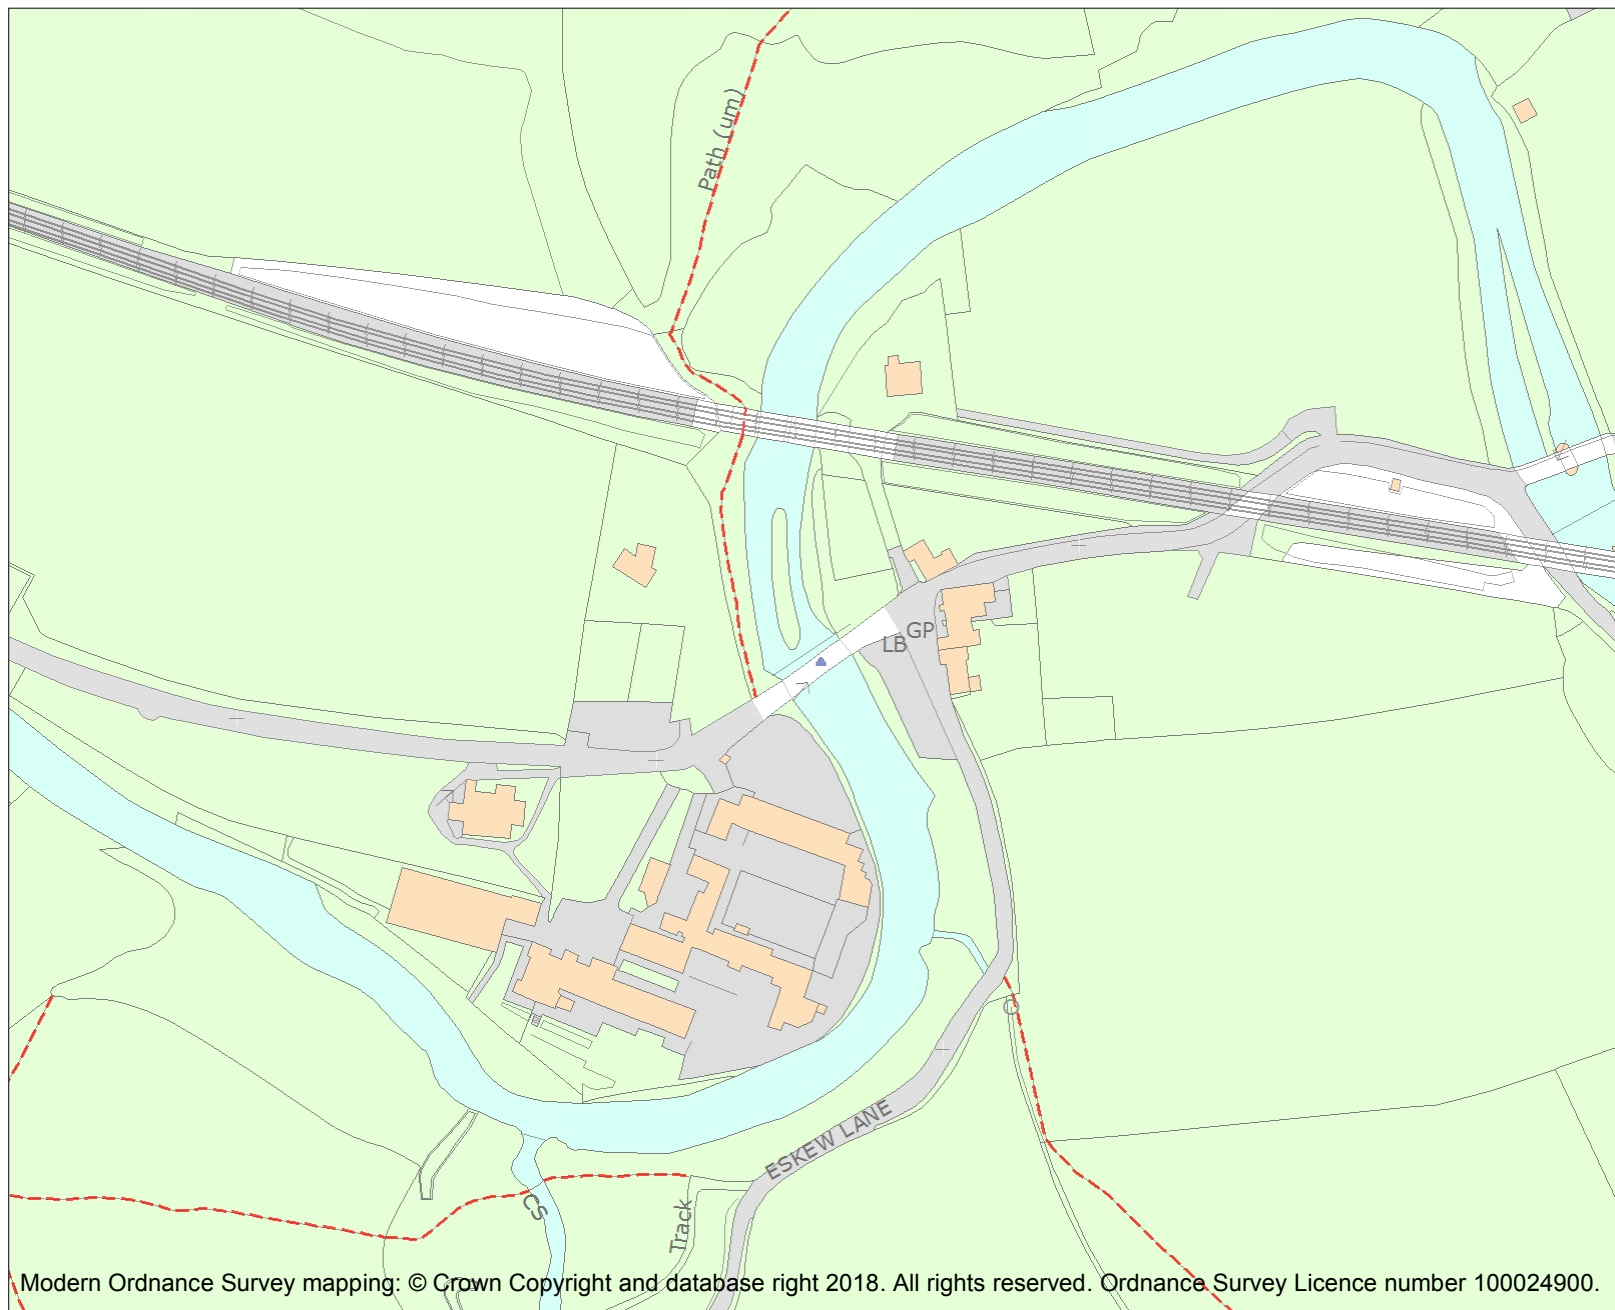 Path (um)
GP
LB
ESKEW LANE
CS
Track
Modern Ordnance Survey mapping: © Crown Copyright and database right 2018. All rights reserved. Ordnance Survey Licence number 100024900.